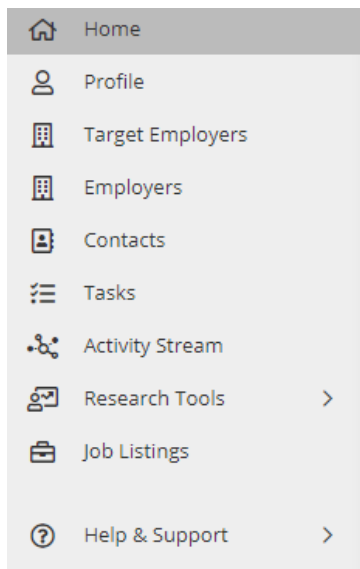 Home
Profile
Target Employers
Employers
Contacts
Tasks
Activity Stream
Research Tools
Job Listings
Help & Support